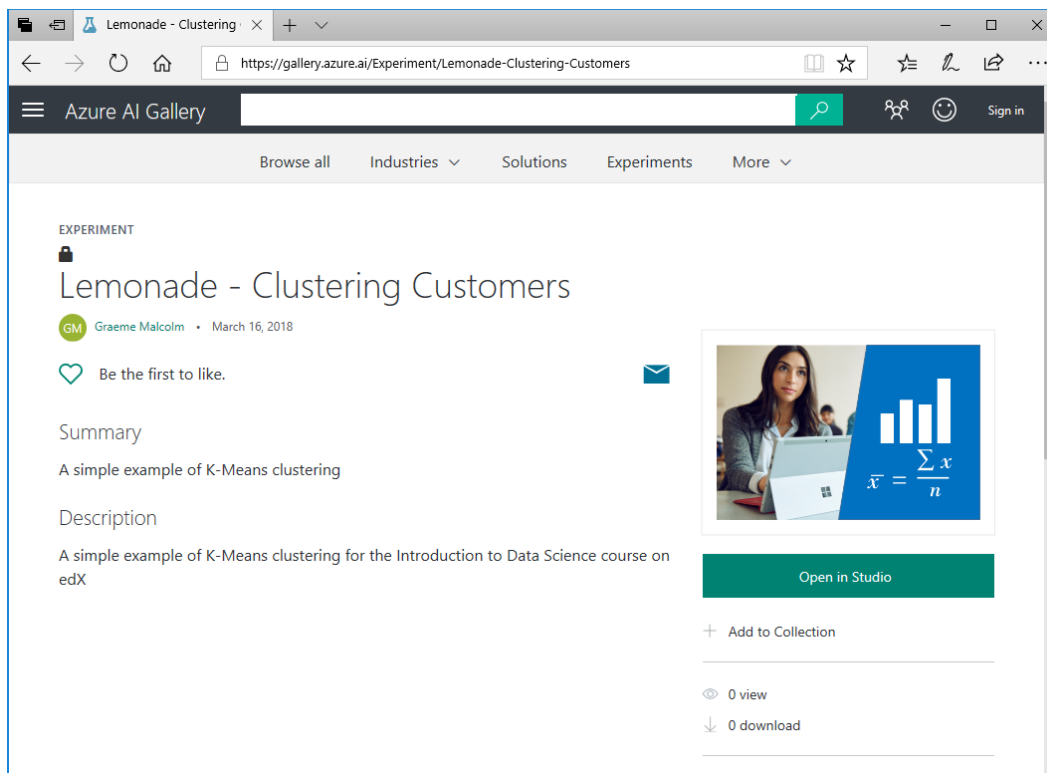 Lemonade - Clustering
https://gallery.azure.ai/Experiment/Lemonade-Clustering-Customers
Azure AI Gallery
Sign in
Browse all Industries Solutions Experiments More
EXPERIMENT
Lemonade - Clustering Customers
GM Graeme Malcolm • March 16, 2018
Be the first to like.
Summary
A simple example of K-Means clustering
Description
A simple example of K-Means clustering for the Introduction to Data Science course on
edX
x̄ = ∑ x / n
Open in Studio
Add to Collection
0 view
0 download